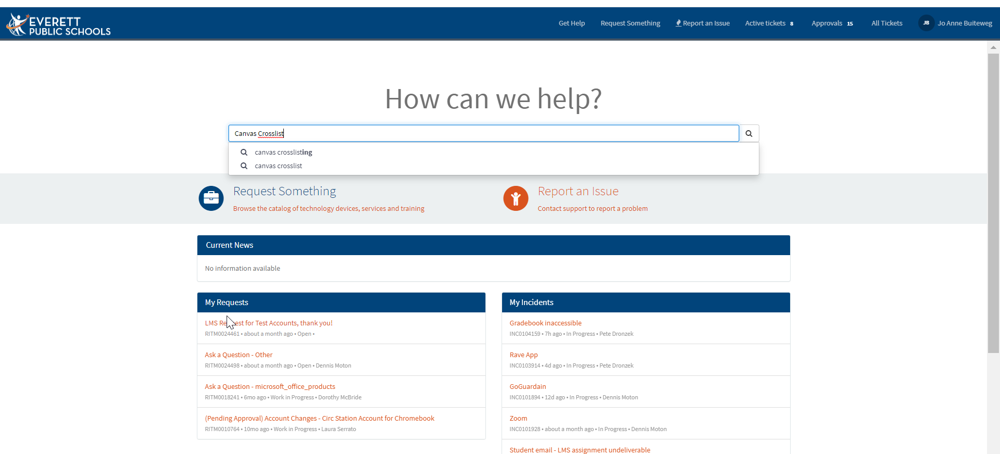 EVERETT
PUBLIC SCHOOLS
Get Help Request Something Report an Issue Active tickets 8 Approvals 15 All Tickets JB Jo Anne Buiteweg
How can we help?
Canvas Crosslist
canvas crosslisting
canvas crosslist
Request Something
Browse the catalog of technology devices, services and training
Report an Issue
Contact support to report a problem
Current News
No information available
My Requests
LMS Re st for Test Accounts, thank you!
RITM0024461 • about a month ago • Open •
Ask a Question - Other
RITM0024498 • about a month ago • Open • Dennis Moton
Ask a Question - microsoft_office_products
RITM0018241 • 6mo ago • Work in Progress • Dorothy McBride
(Pending Approval) Account Changes - Circ Station Account for Chromebook
RITM0010764 • 10mo ago • Work in Progress • Laura Serrato
My Incidents
Gradebook inaccessible
INC0104159 • 7h ago • In Progress • Pete Dronzek
Rave App
INC0103914 • 4d ago • In Progress • Pete Dronzek
GoGuardain
INC0101894 • 12d ago • In Progress • Dennis Moton
Zoom
INC0101928 • about a month ago • In Progress • Dennis Moton
Student email - LMS assignment undeliverable